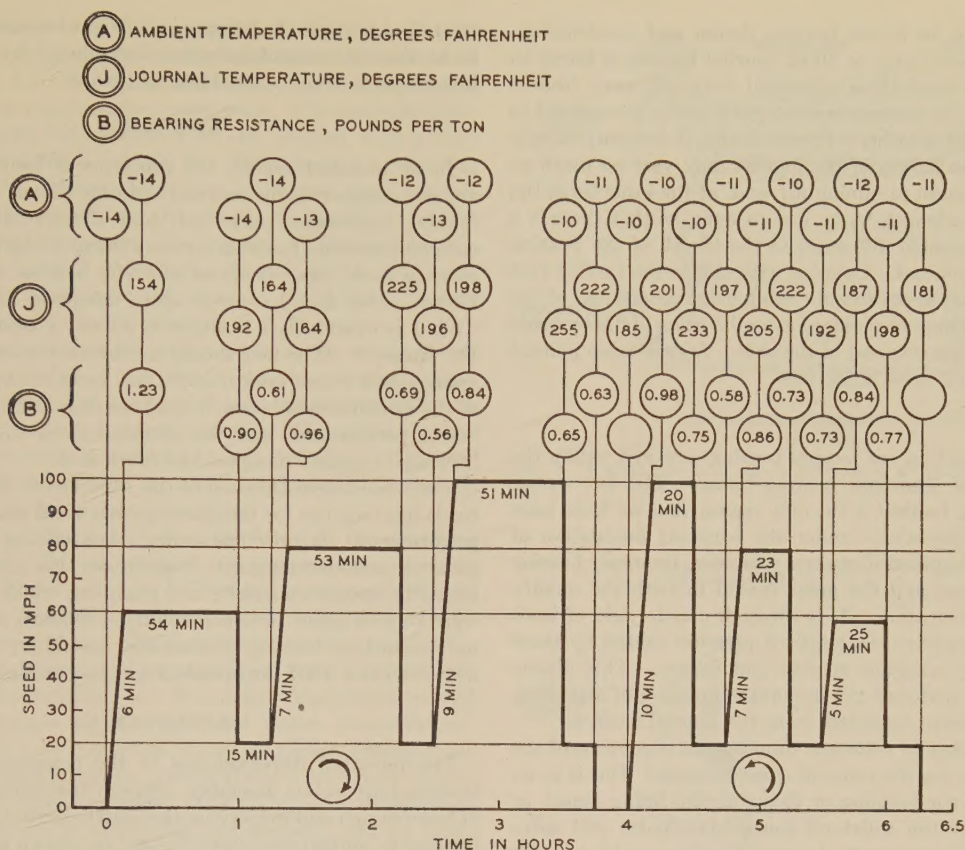 A AMBIENT TEMPERATURE, DEGREES FAHRENHEIT
J JOURNAL TEMPERATURE, DEGREES FAHRENHEIT
B BEARING RESISTANCE, POUNDS PER TON
A
-14 -14 -12 -12 -11 -10 -11 -10 -12 -11
-14 -14 -13 -13 -10 -10 -10 -11 -11 -11
J
154 164 225 198 222 201 197 222 187 181
192 164 196 255 185 233 205 192 198
B
1.23 0.61 0.69 0.84 0.63 0.98 0.58 0.73 0.84
0.90 0.96 0.56 0.65 0.75 0.86 0.73 0.77
SPEED IN MPH
100
90
80
70
60
50
40
30
20
10
0
6 MIN
54 MIN
15 MIN
7 MIN
53 MIN
9 MIN
51 MIN
10 MIN
20 MIN
7 MIN
23 MIN
5 MIN
25 MIN
0 1 2 3 4 5 6 6.5
TIME IN HOURS